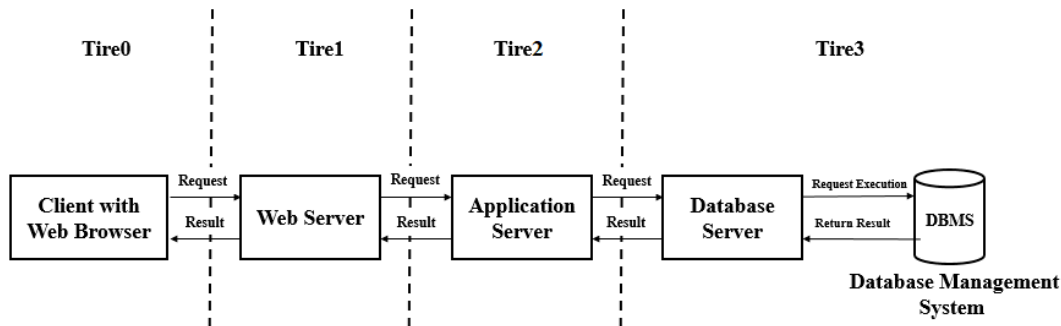 Tire0
Tire1
Tire2
Tire3
Client with
Web Browser
Request
Result
Web Server
Request
Result
Application
Server
Request
Result
Database
Server
Request Execution
Return Result
DBMS
Database Management
System